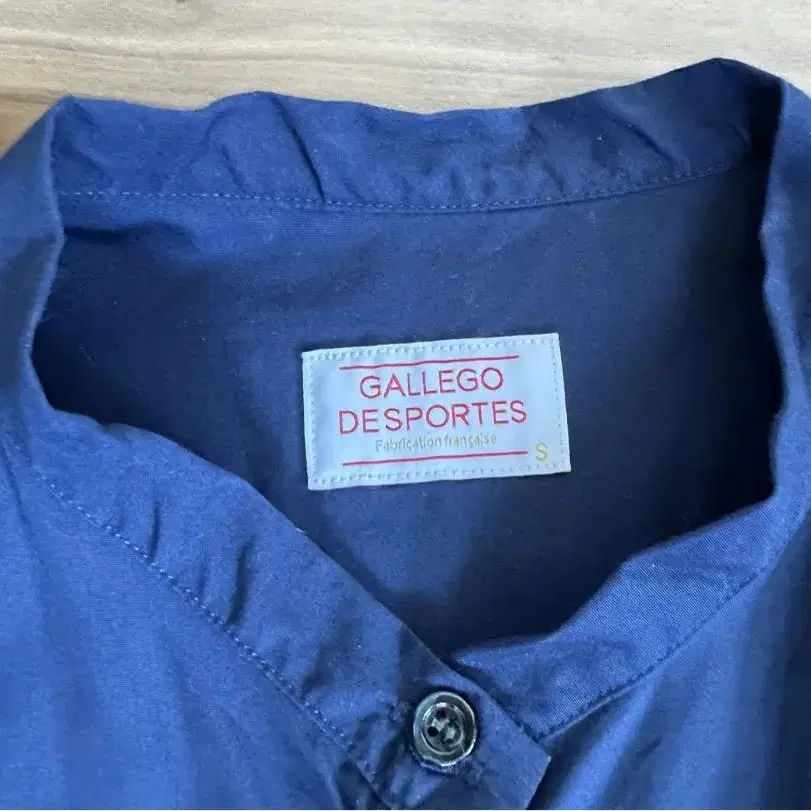 GALLEGO
DESPORTES
Fabrication française
S